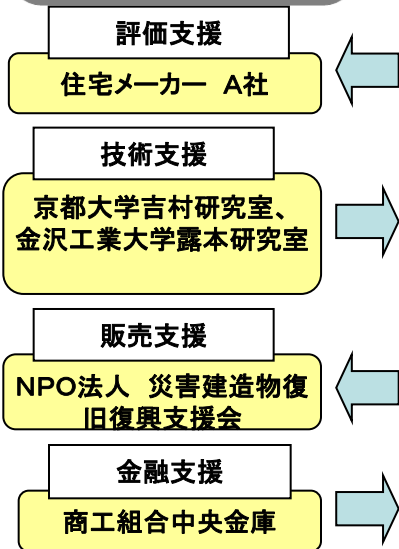 評価支援
住宅メーカー　A社
技術支援
京都大学吉村研究室、
金沢工業大学露本研究室
販売支援
NPO法人　災害建造物復
旧復興支援会
金融支援
商工組合中央金庫